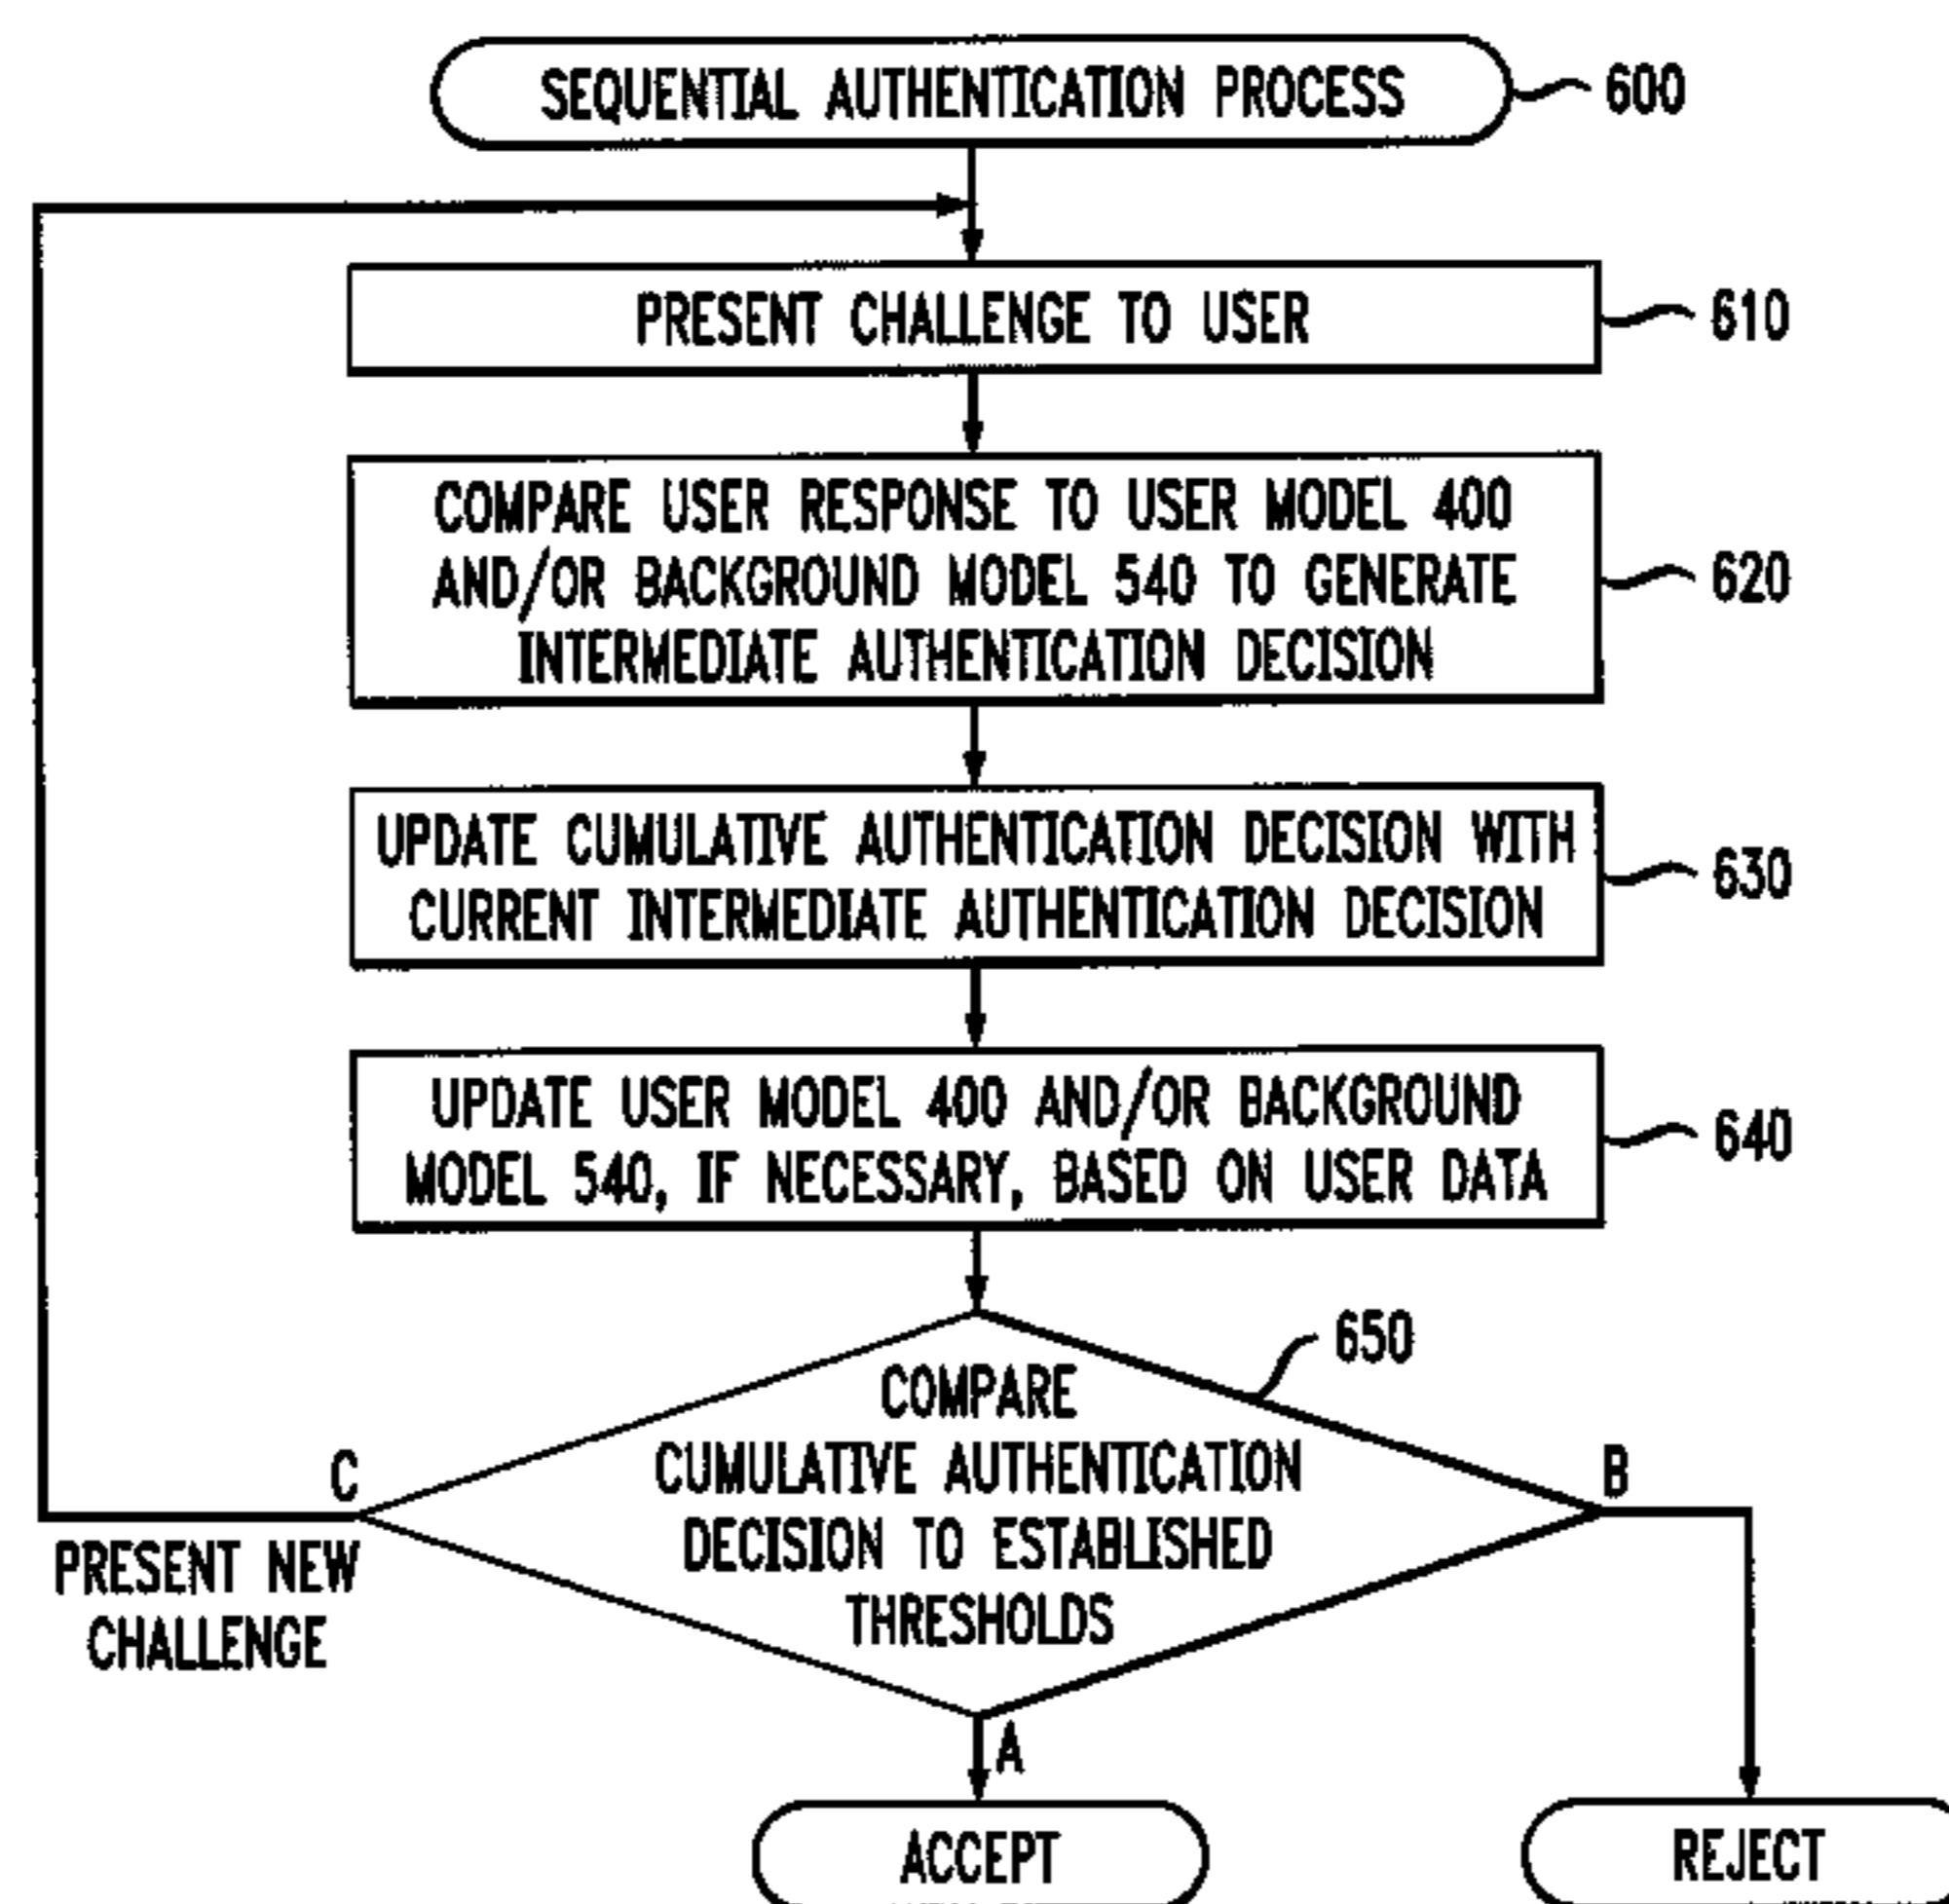 SEQUENTIAL AUTHENTICATION PROCESS
600
PRESENT CHALLENGE TO USER
610
COMPARE USER RESPONSE TO USER MODEL 400
AND/OR BACKGROUND MODEL 540 TO GENERATE
INTERMEDIATE AUTHENTICATION DECISION
620
UPDATE CUMULATIVE AUTHENTICATION DECISION WITH
CURRENT INTERMEDIATE AUTHENTICATION DECISION
630
UPDATE USER MODEL 400 AND/OR BACKGROUND
MODEL 540, IF NECESSARY, BASED ON USER DATA
640
650
COMPARE
CUMULATIVE AUTHENTICATION
DECISION TO ESTABLISHED
THRESHOLDS
C
B
PRESENT NEW
CHALLENGE
A
ACCEPT
REJECT